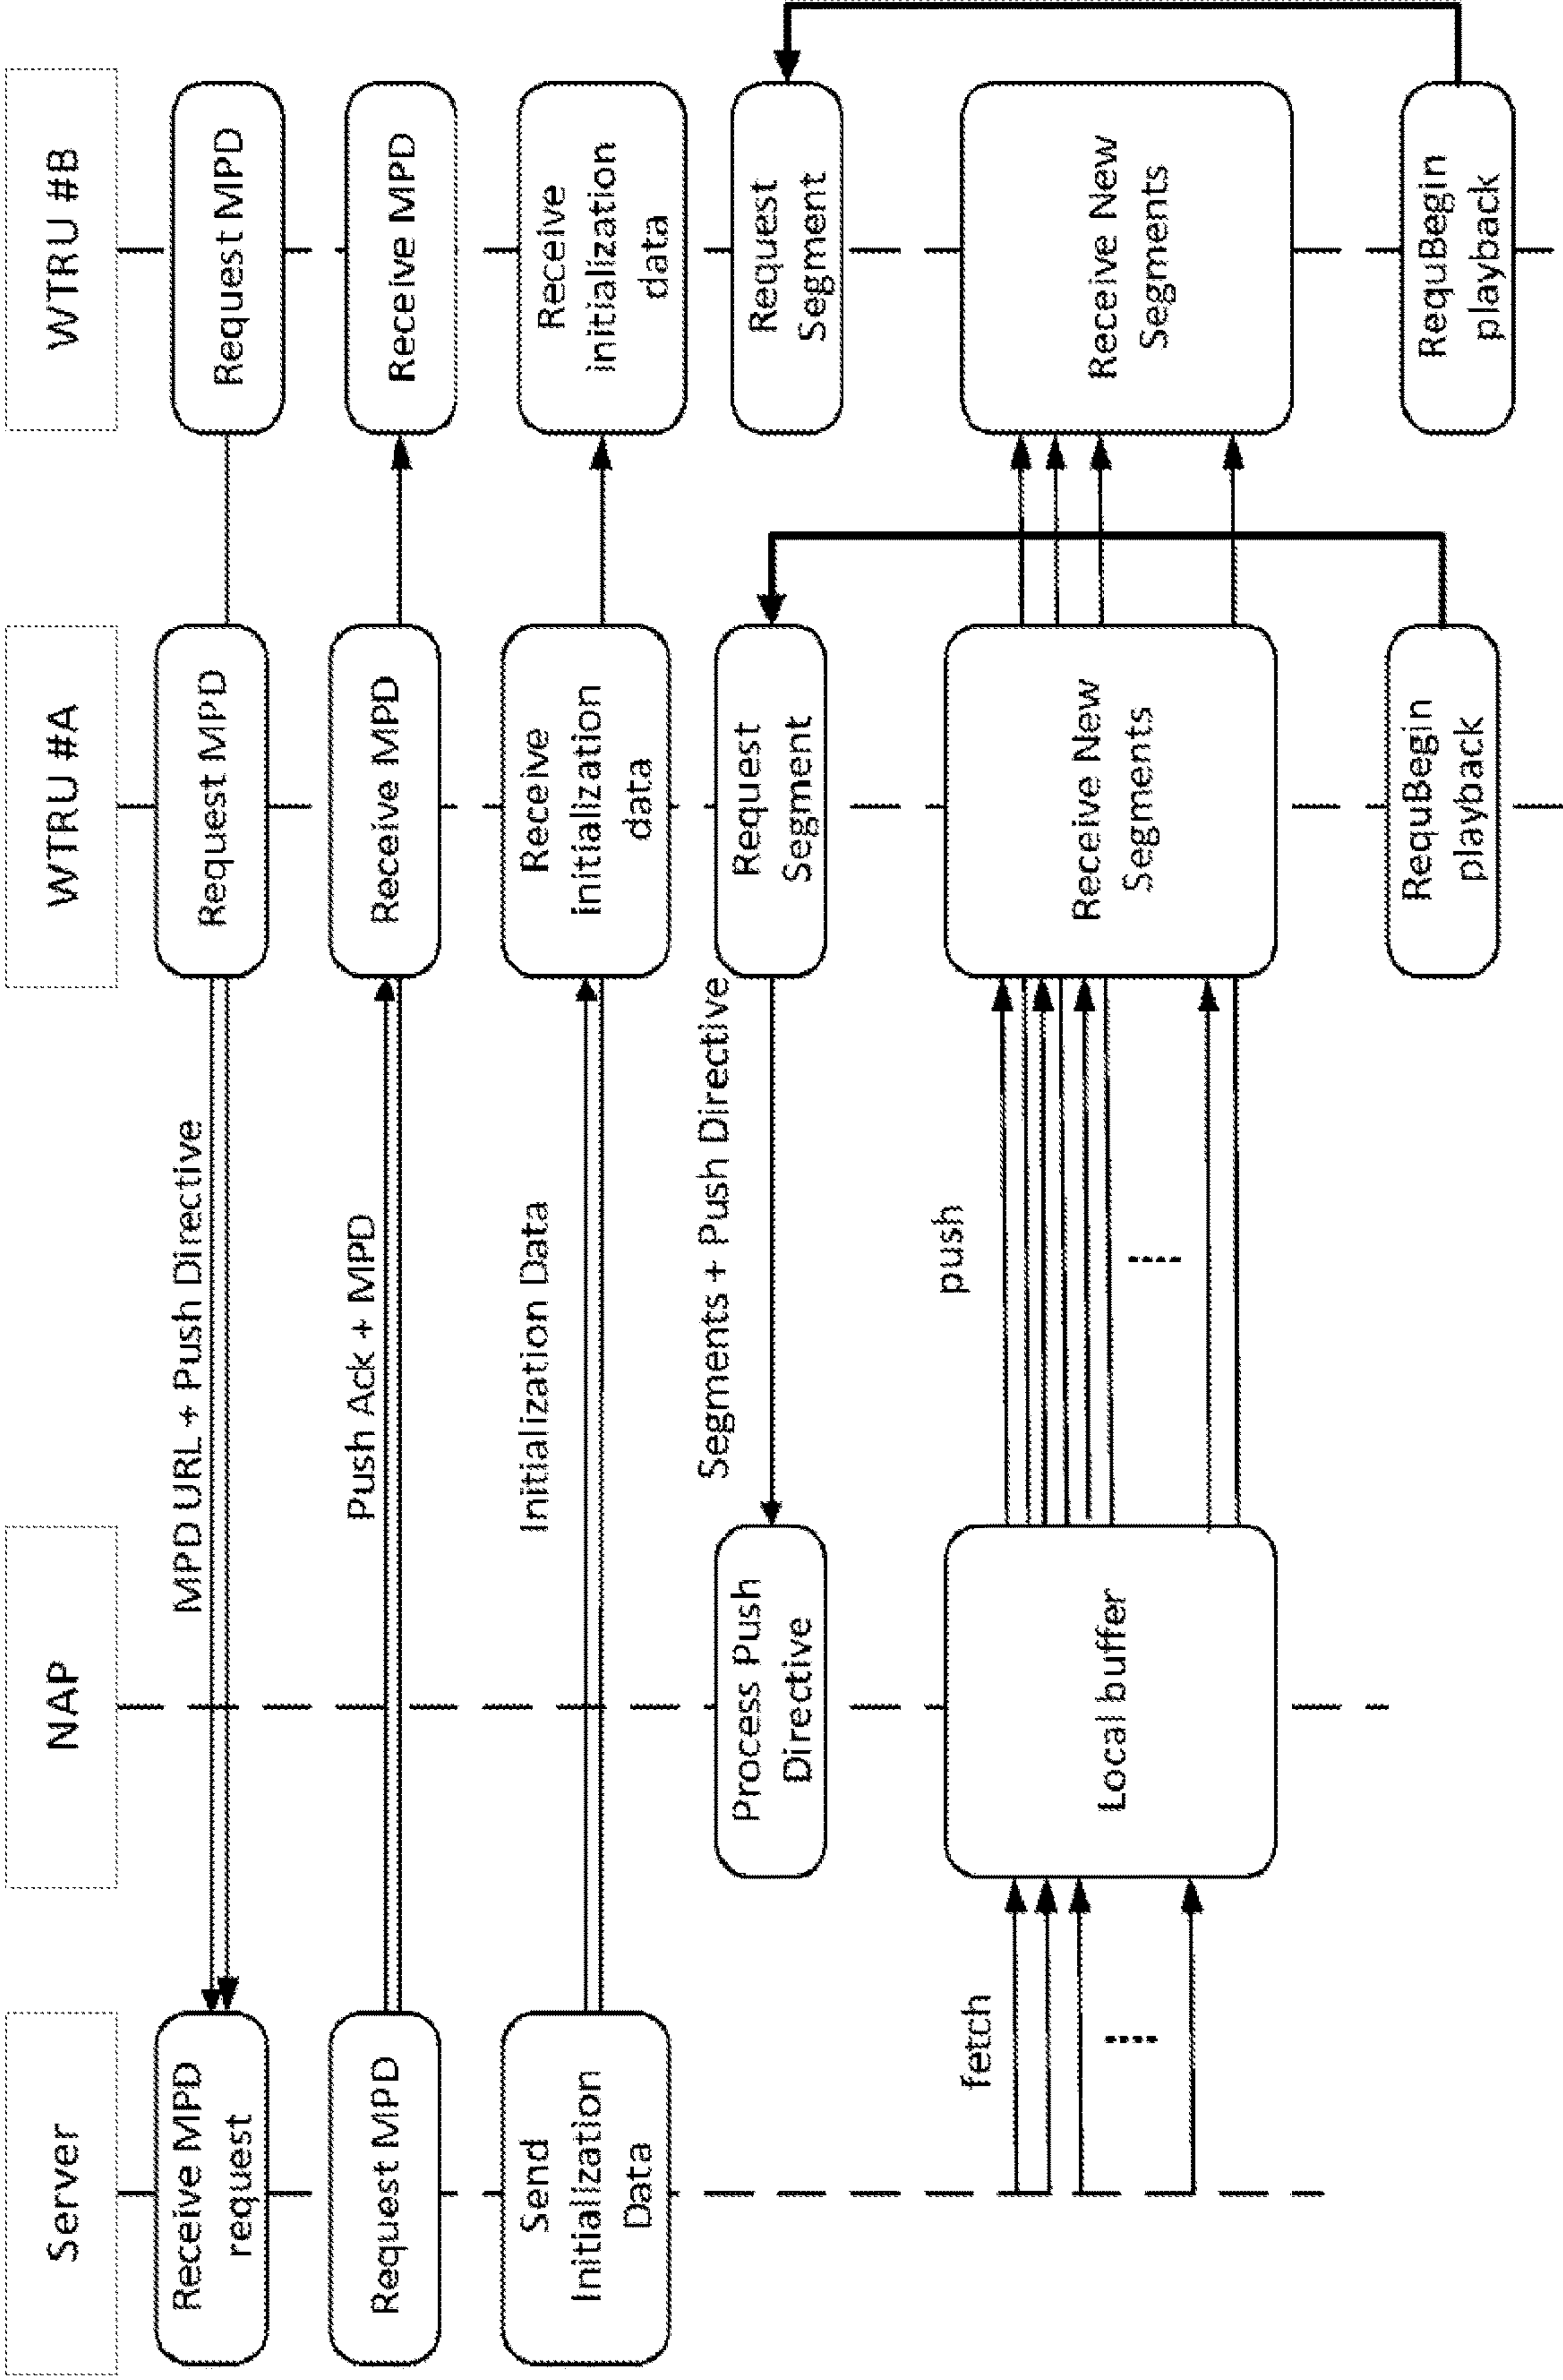 Server
NAP
WTRU #A
WTRU #B
Receive MPD
request
MPD URL + Push Directive
Request MPD
Request MPD
Request MPD
Push Ack + MPD
Receive MPD
Receive MPD
Send
Initialization
Data
Initialization Data
Receive
initialization
data
Receive
initialization
data
Process Push
Directive
Segments + Push Directive
Request
Segment
Request
Segment
fetch
....
Local buffer
push
....
Receive New
Segments
Receive New
Segments
RequBegin
playback
RequBegin
playback